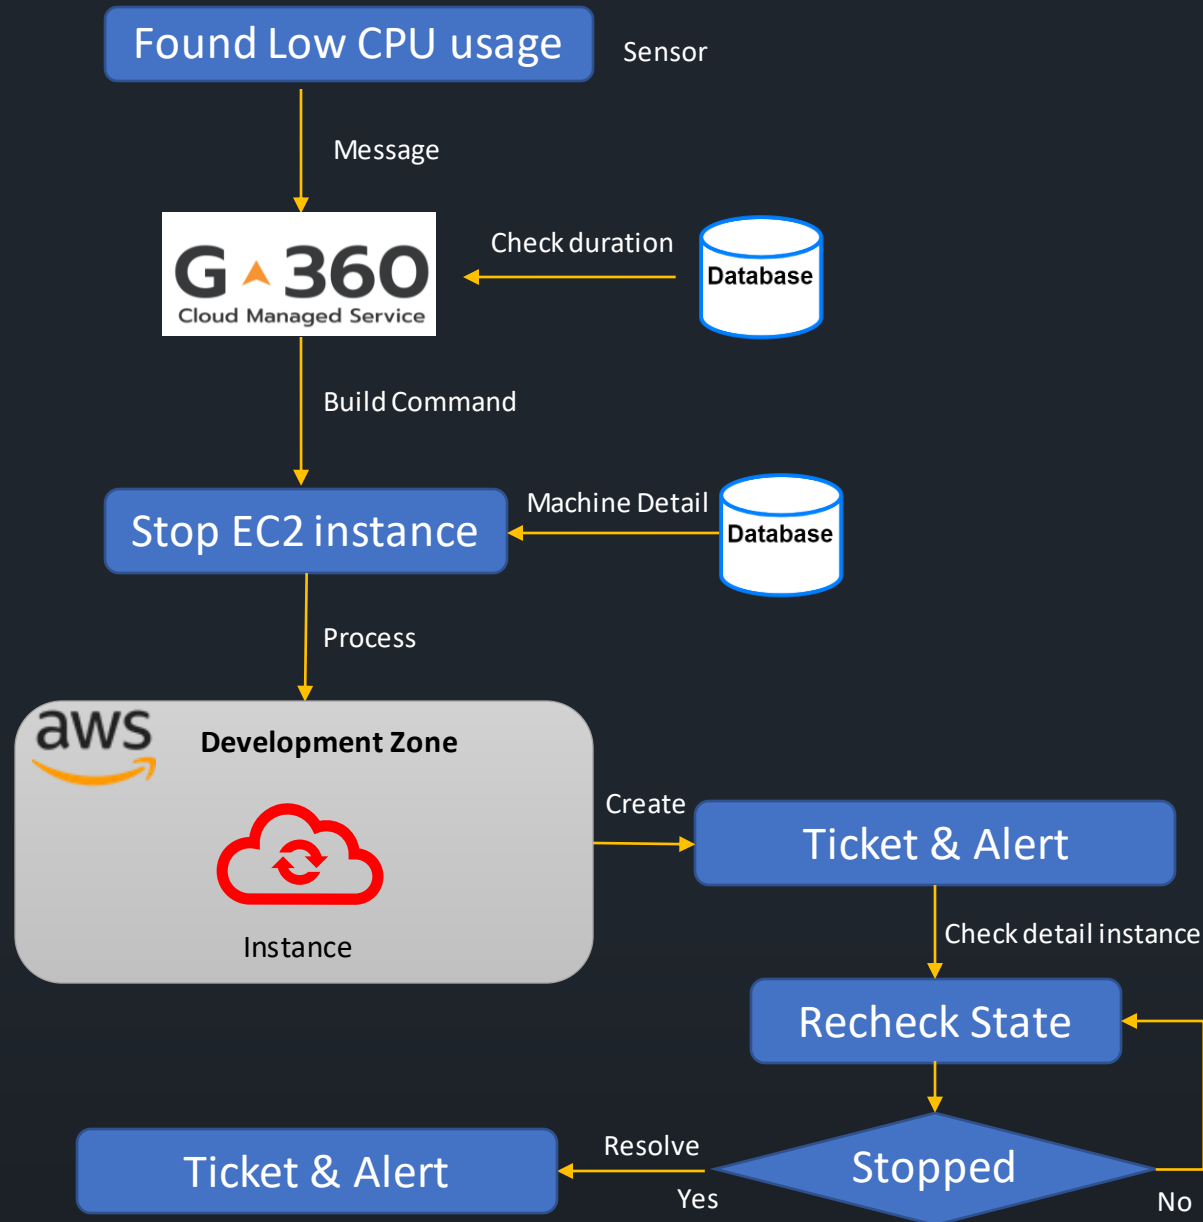 Found Low CPU usage
Sensor
Message
G 360
Cloud Managed Service
Check duration
Database
Build Command
Stop EC2 instance
Machine Detail
Database
Process
aws
Development Zone
Instance
Create
Ticket & Alert
Check detail instance
Recheck State
Stopped
No
Resolve
Yes
Ticket & Alert